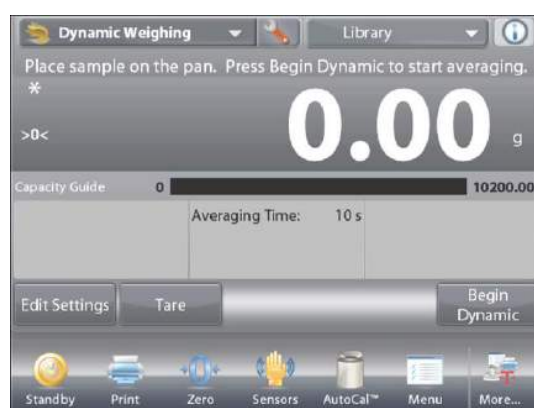 Dynamic Weighing Library
Place sample on the pan. Press Begin Dynamic to start averaging.
*
>0< 0.00 g
Capacity Guide 0 10200.00
Averaging Time: 10 s
Edit Settings Tare Begin Dynamic
Standby Print Zero Sensors AutoCal™ Menu More...